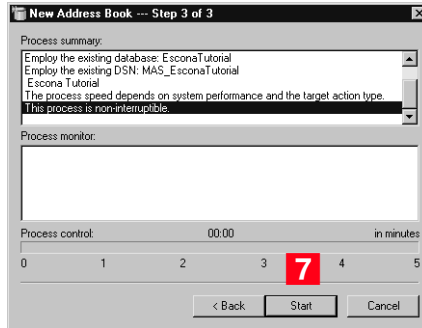 New Address Book --- Step 3 of 3
Process summary:
Employ the existing database: EsconaTutorial
Employ the existing DSN: MAS_EsconaTutorial
Escona Tutorial
The process speed depends on system performance and the target action type.
This process is non-interruptible.
Process monitor:
Process control: 00:00 in minutes
0 1 2 3 7 4 5
< Back Start Cancel